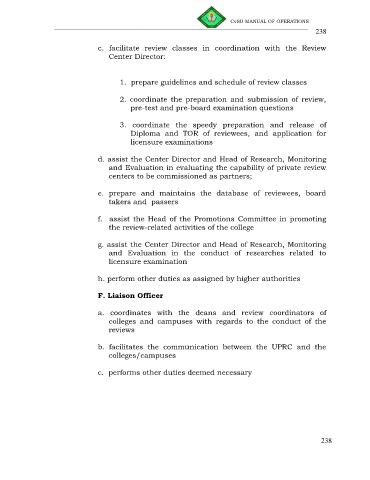 CvSU MANUAL OF OPERATIONS
238
c. facilitate review classes in coordination with the Review
Center Director:
1. prepare guidelines and schedule of review classes
2. coordinate the preparation and submission of review,
pre-test and pre-board examination questions
3. coordinate the speedy preparation and release of
Diploma and TOR of reviewees, and application for
licensure examinations
d. assist the Center Director and Head of Research, Monitoring
and Evaluation in evaluating the capability of private review
centers to be commissioned as partners;
e. prepare and maintains the database of reviewees, board
takers and passers
f. assist the Head of the Promotions Committee in promoting
the review-related activities of the college
g. assist the Center Director and Head of Research, Monitoring
and Evaluation in the conduct of researches related to
licensure examination
h. perform other duties as assigned by higher authorities
F. Liaison Officer
a. coordinates with the deans and review coordinators of
colleges and campuses with regards to the conduct of the
reviews
b. facilitates the communication between the UPRC and the
colleges/campuses
c. performs other duties deemed necessary
238